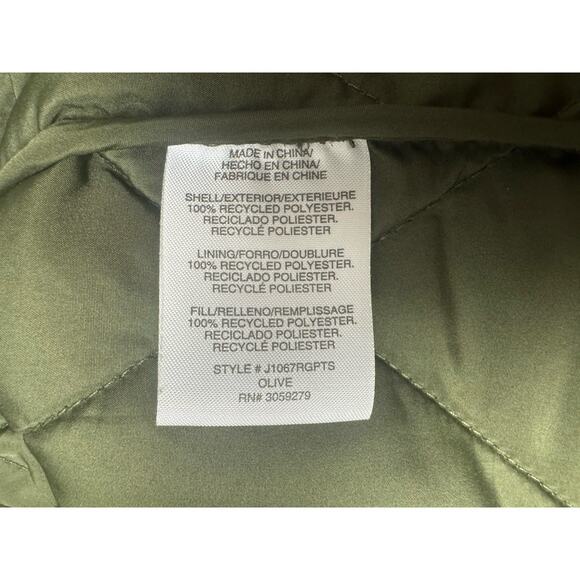 MADE IN CHINA/
HECHO EN CHINA/
FABRIQUE EN CHINE
SHELL/EXTERIOR/EXTERIEURE
100% RECYCLED POLYESTER.
RECICLADO POLIESTER.
RECYCLÉ POLIESTER
LINING/FORRO/DOUBLURE
100% RECYCLED POLYESTER.
RECICLADO POLIESTER.
RECYCLÉ POLIESTER
FILL/RELLENO/REMPLISSAGE
100% RECYCLED POLYESTER.
RECICLADO POLIESTER.
RECYCLÉ POLIESTER
STYLE # J1067RGPTS
OLIVE
RN# 3059279